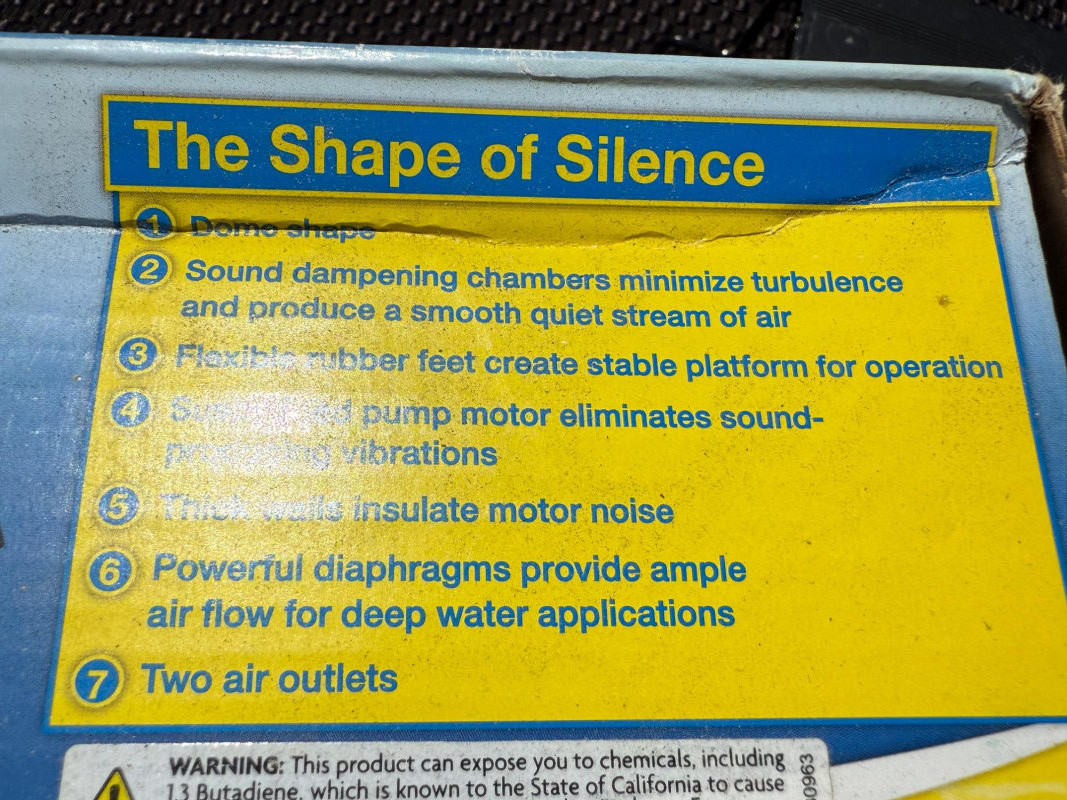 The Shape of Silence
1 Dome shape
2 Sound dampening chambers minimize turbulence
and produce a smooth quiet stream of air
3 Flexible rubber feet create stable platform for operation
4 Suspended pump motor eliminates sound-
producing vibrations
5 Thick walls insulate motor noise
6 Powerful diaphragms provide ample
air flow for deep water applications
7 Two air outlets
WARNING: This product can expose you to chemicals, including
1,3 Butadiene, which is known to the State of California to cause
00963